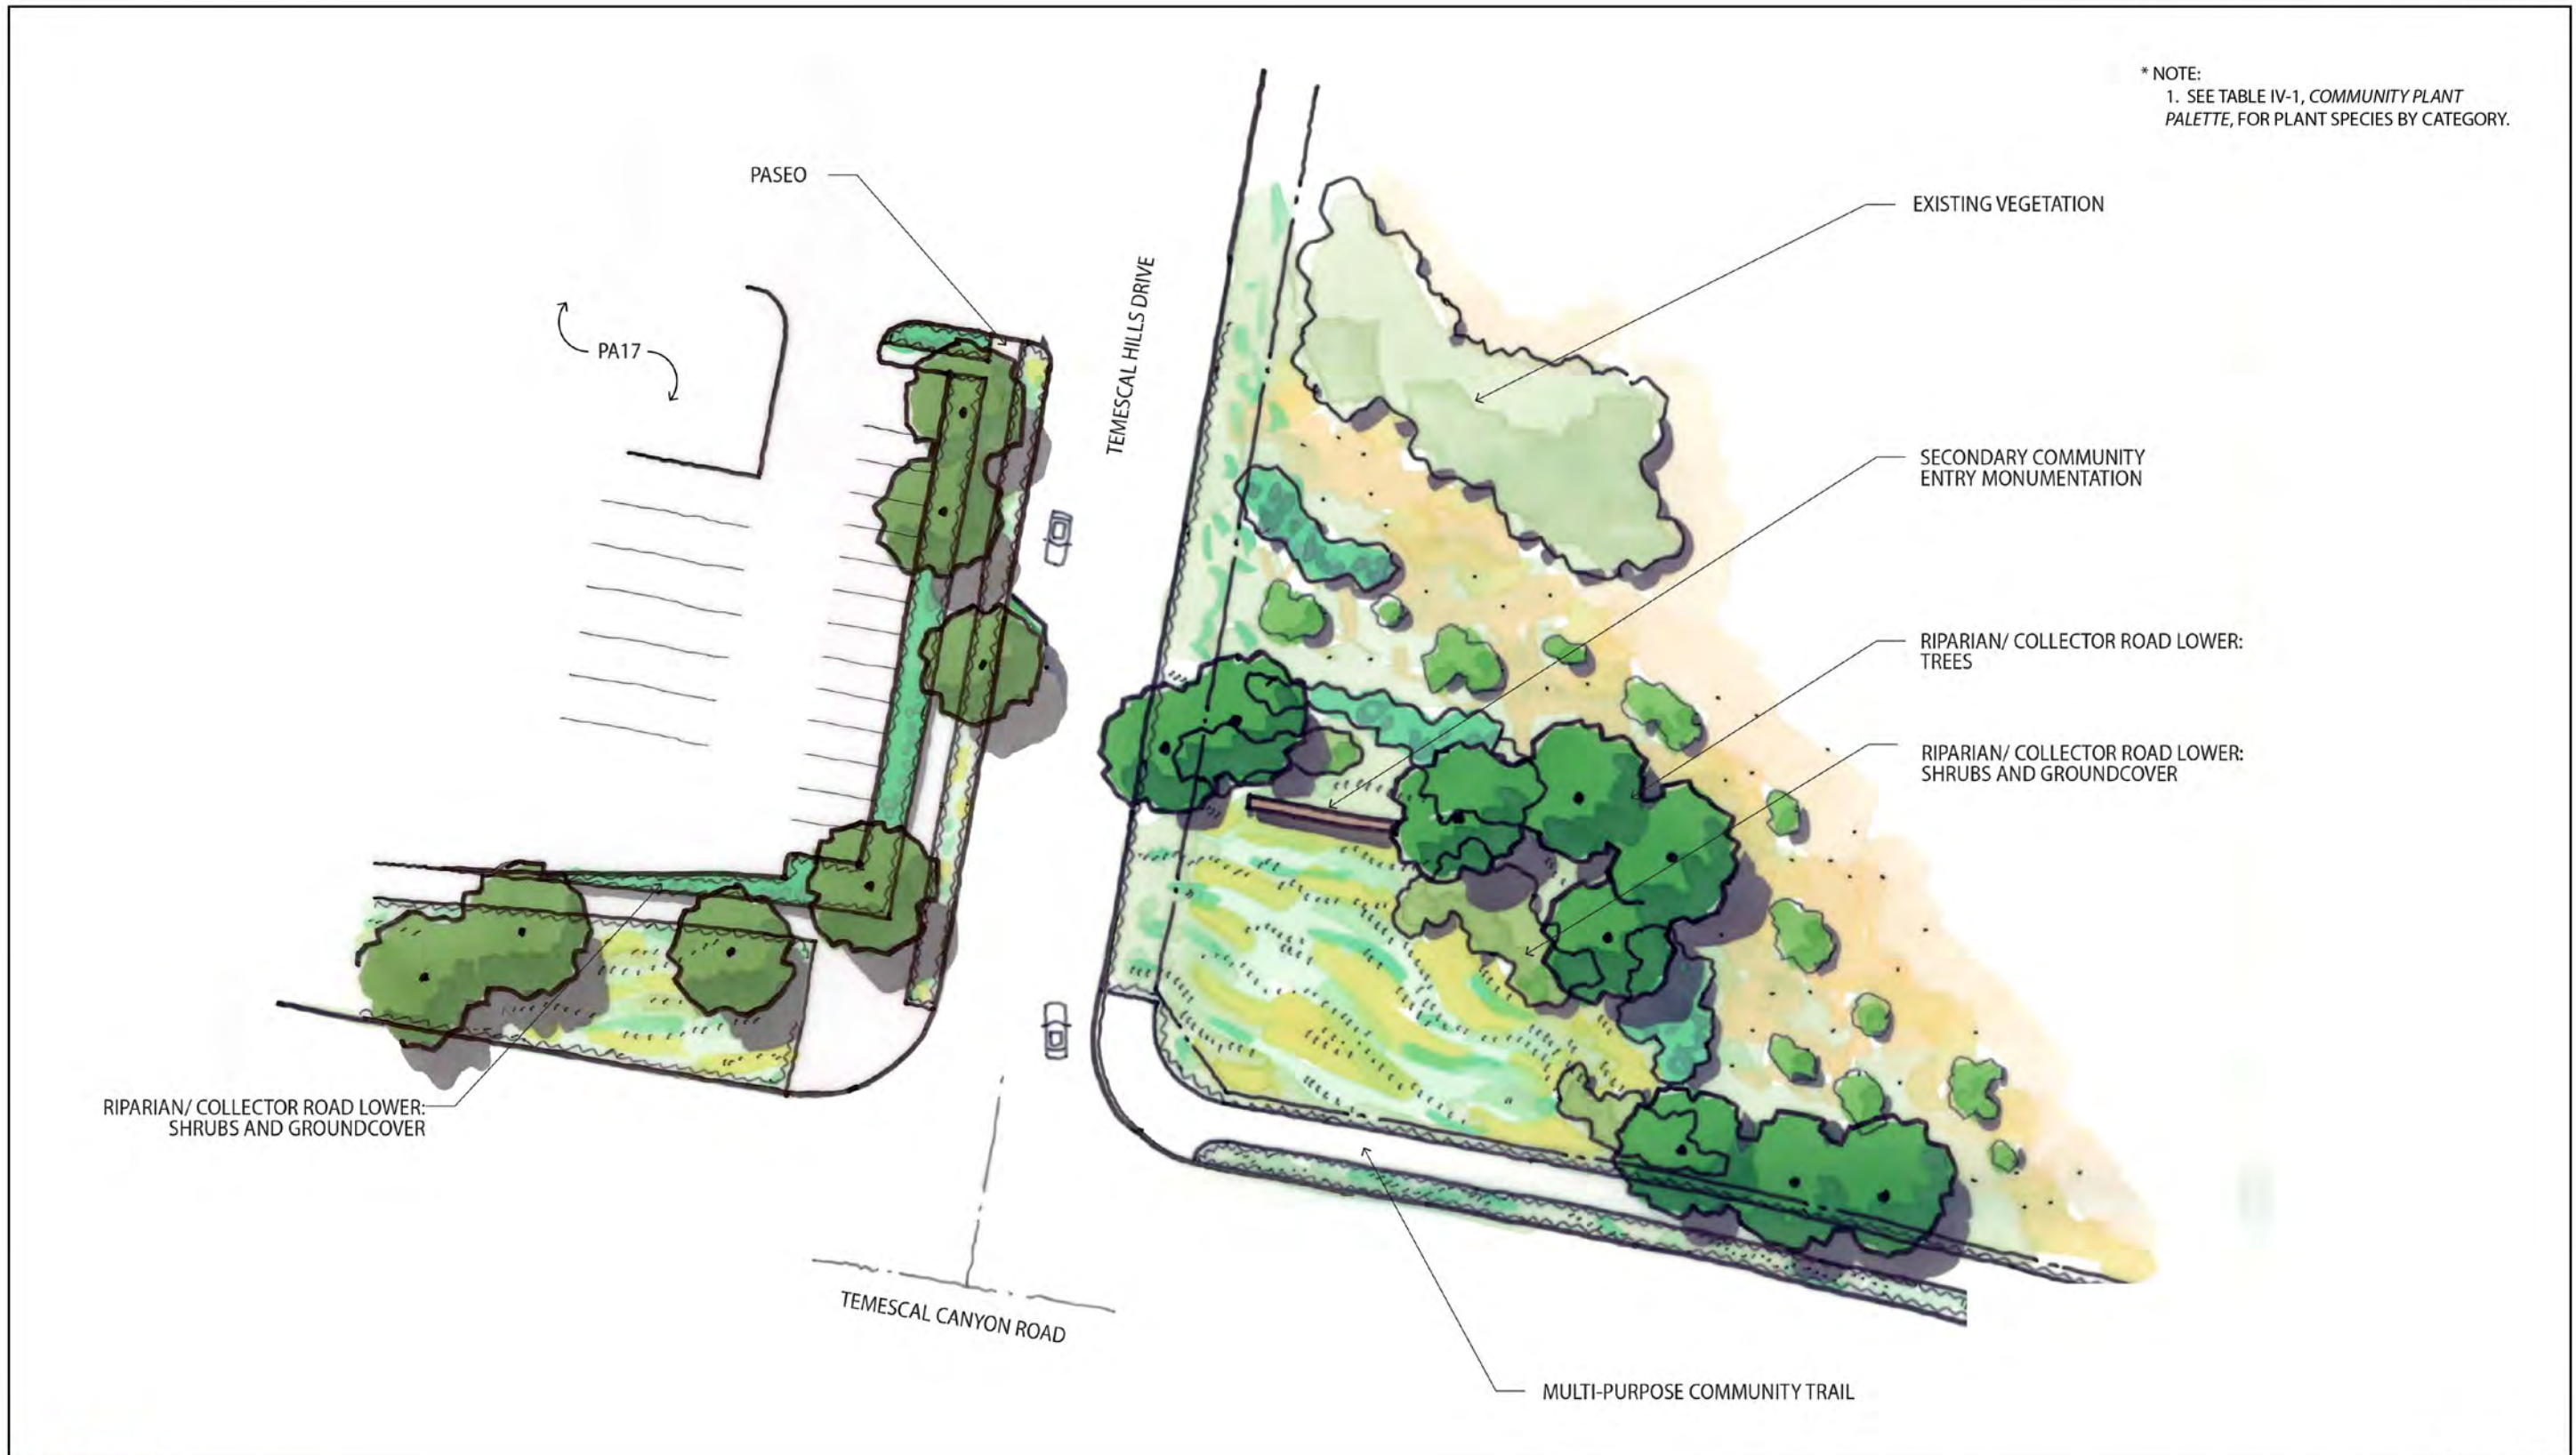 * NOTE:
1. SEE TABLE IV-1, COMMUNITY PLANT
PALETTE, FOR PLANT SPECIES BY CATEGORY.
PASEO
EXISTING VEGETATION
TEMESCAL HILLS DRIVE
PA17
SECONDARY COMMUNITY
ENTRY MONUMENTATION
RIPARIAN/ COLLECTOR ROAD LOWER:
TREES
RIPARIAN/ COLLECTOR ROAD LOWER:
SHRUBS AND GROUNDCOVER
RIPARIAN/ COLLECTOR ROAD LOWER:
SHRUBS AND GROUNDCOVER
TEMESCAL CANYON ROAD
MULTI-PURPOSE COMMUNITY TRAIL